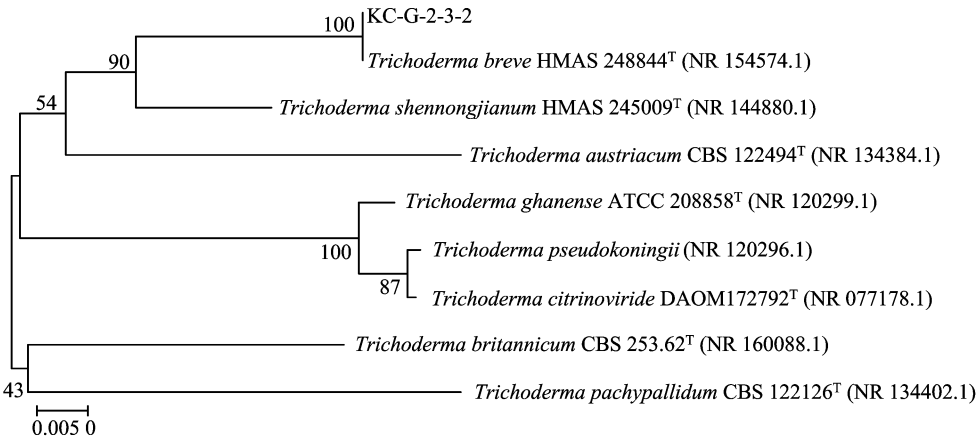 KC-G-2-3-2
100
Trichoderma breve HMAS 248844ᵀ (NR 154574.1)
90
Trichoderma shennongjianum HMAS 245009ᵀ (NR 144880.1)
54
Trichoderma austriacum CBS 122494ᵀ (NR 134384.1)
Trichoderma ghanense ATCC 208858ᵀ (NR 120299.1)
100
Trichoderma pseudokoningii (NR 120296.1)
87
Trichoderma citrinoviride DAOM172792ᵀ (NR 077178.1)
Trichoderma britannicum CBS 253.62ᵀ (NR 160088.1)
43
Trichoderma pachypallidum CBS 122126ᵀ (NR 134402.1)
0.005 0